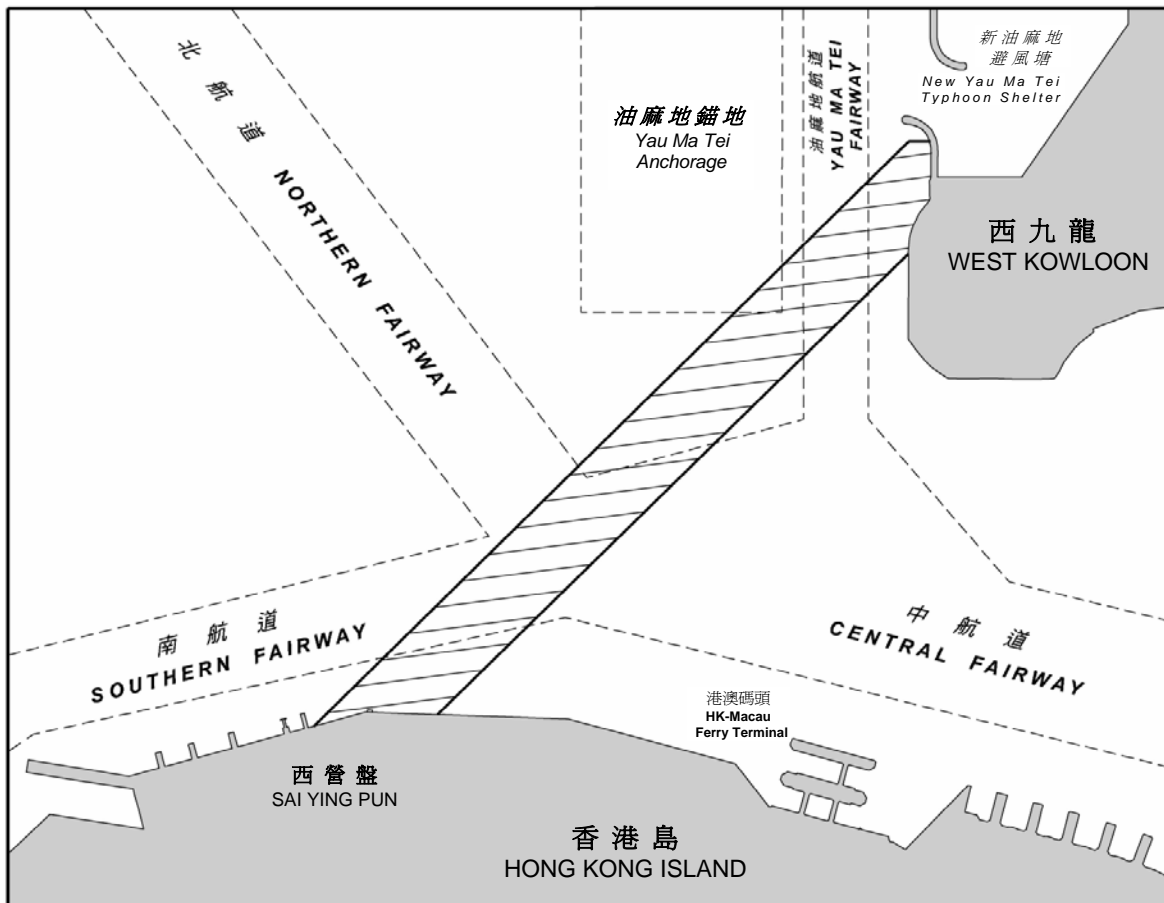 北航道
NORTHERN FAIRWAY
油麻地錨地
Yau Ma Tei
Anchorage
油麻地航道
YAU MA TEI
FAIRWAY
新油麻地
避風塘
New Yau Ma Tei
Typhoon Shelter
西九龍
WEST KOWLOON
南航道
SOUTHERN FAIRWAY
中航道
CENTRAL FAIRWAY
港澳碼頭
HK-Macau
Ferry Terminal
西營盤
SAI YING PUN
香港島
HONG KONG ISLAND